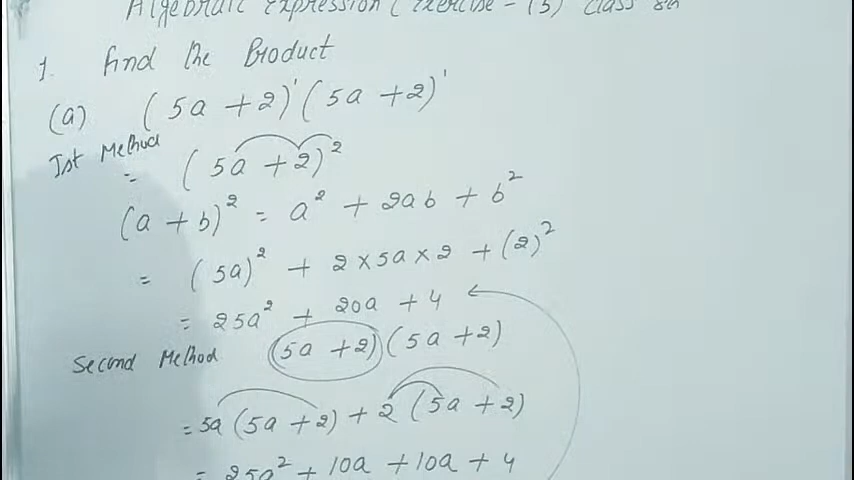 Algebraic Expression (Exercise - 15) Class 8th
1. Find the Product
(a) (5a + 2)' (5a + 2)'
Ist Method
= (5a + 2)²
(a + b)² = a² + 2ab + b²
= (5a)² + 2 × 5a × 2 + (2)²
= 25a² + 20a + 4
Second Method (5a + 2) (5a + 2)
= 5a (5a + 2) + 2 (5a + 2)
= 25a² + 10a + 10a + 4